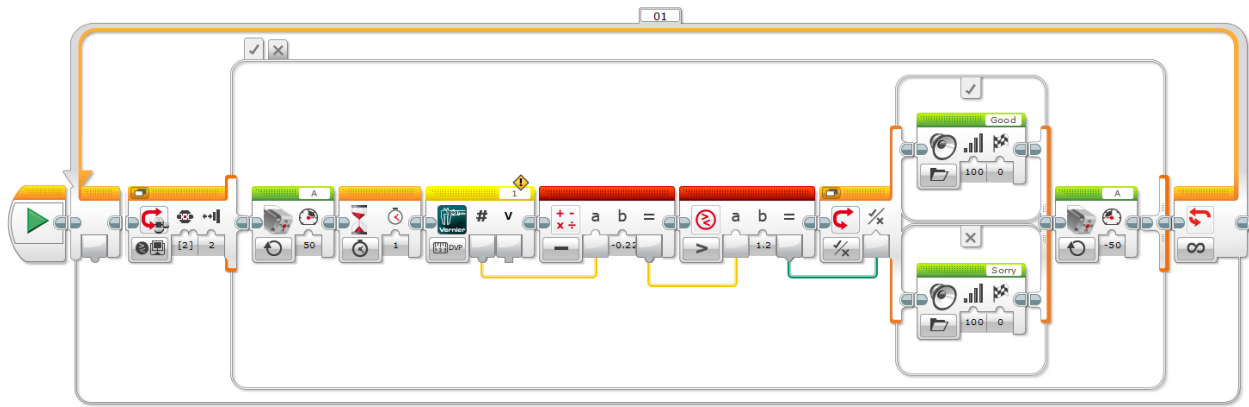 01
Good
100 0
A
50
1
1
Vernier
# v
DVP
a b =
-0.22
a b =
>
1.2
[2] 2
A
-50
Sorry
100 0